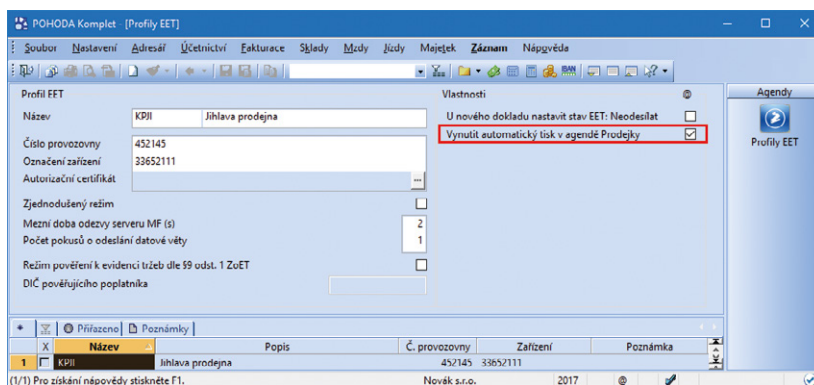 POHODA Komplet - [Profily EET]
Soubor Nastavení Adresář Účetnictví Fakturace Sklady Mzdy Jízdy Majetek Záznam Nápověda
Profil EET
Vlastnosti
@
Agendy
Název KPJI Jihlava prodejna
U nového dokladu nastavit stav EET: Neodesílat
Vynutit automatický tisk v agendě Prodejky
Profily EET
Číslo provozovny 452145
Označení zařízení 33652111
Autorizační certifikát ...
Zjednodušený režim
Mezní doba odezvy serveru MF (s) 2
Počet pokusů o odeslání datové věty 1
Režim pověření k evidenci tržeb dle §9 odst. 1 ZoET
DIČ pověřujícího poplatníka
Přiřazeno Poznámky
X Název Popis Č. provozovny Zařízení Poznámka
1 KPJI Jihlava prodejna 452145 33652111
(1/1) Pro získání nápovědy stiskněte F1. Novák s.r.o. 2017 @